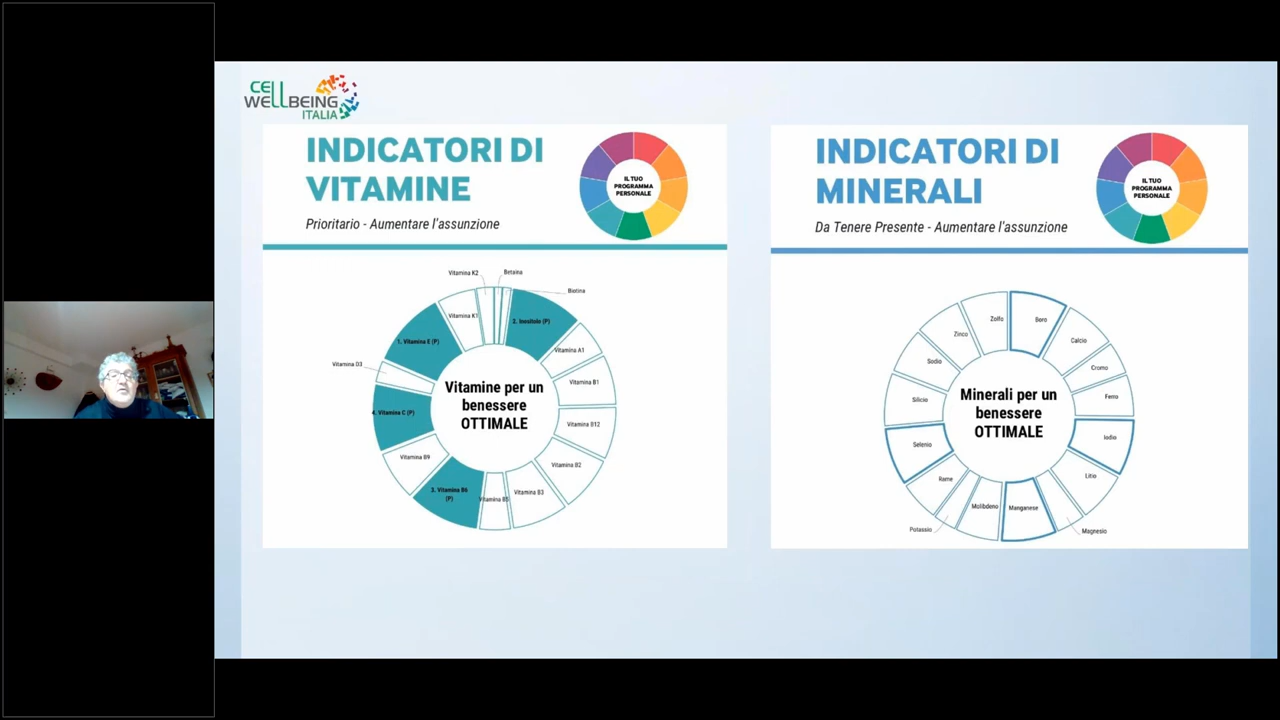 CELL
WELLBEING
ITALIA
INDICATORI DI
VITAMINE
Prioritario - Aumentare l'assunzione
IL TUO
PROGRAMMA
PERSONALE
Vitamina K2
Betaina
Biotina
Vitamina K1
2. Inositolo (P)
1. Vitamina E (P)
Vitamina A1
Vitamina D3
Vitamina B1
Vitamine per un
benessere
OTTIMALE
4. Vitamina C (P)
Vitamina B12
Vitamina B9
Vitamina B2
3. Vitamina B6
(P)
Vitamina B5
Vitamina B3
INDICATORI DI
MINERALI
Da Tenere Presente - Aumentare l'assunzione
IL TUO
PROGRAMMA
PERSONALE
Zolfo
Boro
Zinco
Calcio
Sodio
Cromo
Silicio
Ferro
Minerali per un
benessere
OTTIMALE
Selenio
Iodio
Rame
Litio
Molibdeno
Manganese
Potassio
Magnesio